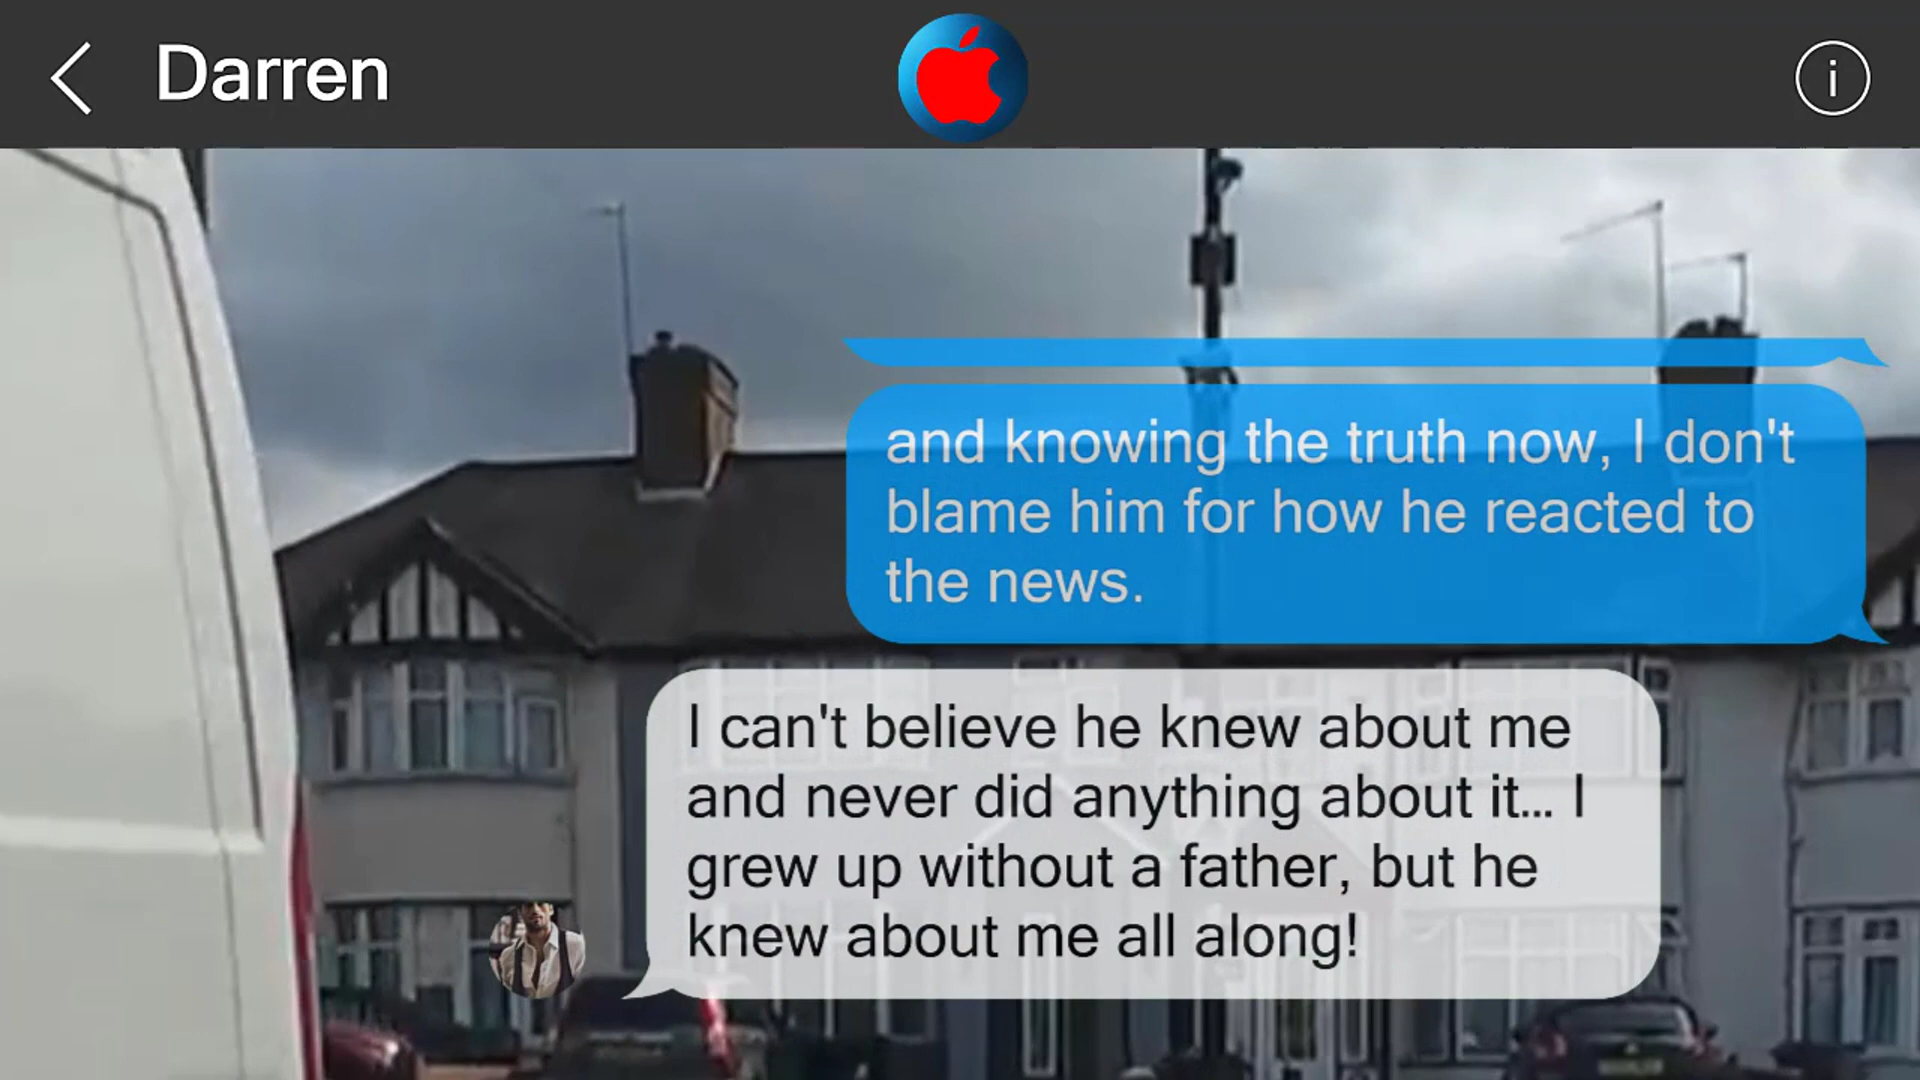 Darren
and knowing the truth now, I don't
blame him for how he reacted to
the news.
I can't believe he knew about me
and never did anything about it... I
grew up without a father, but he
knew about me all along!